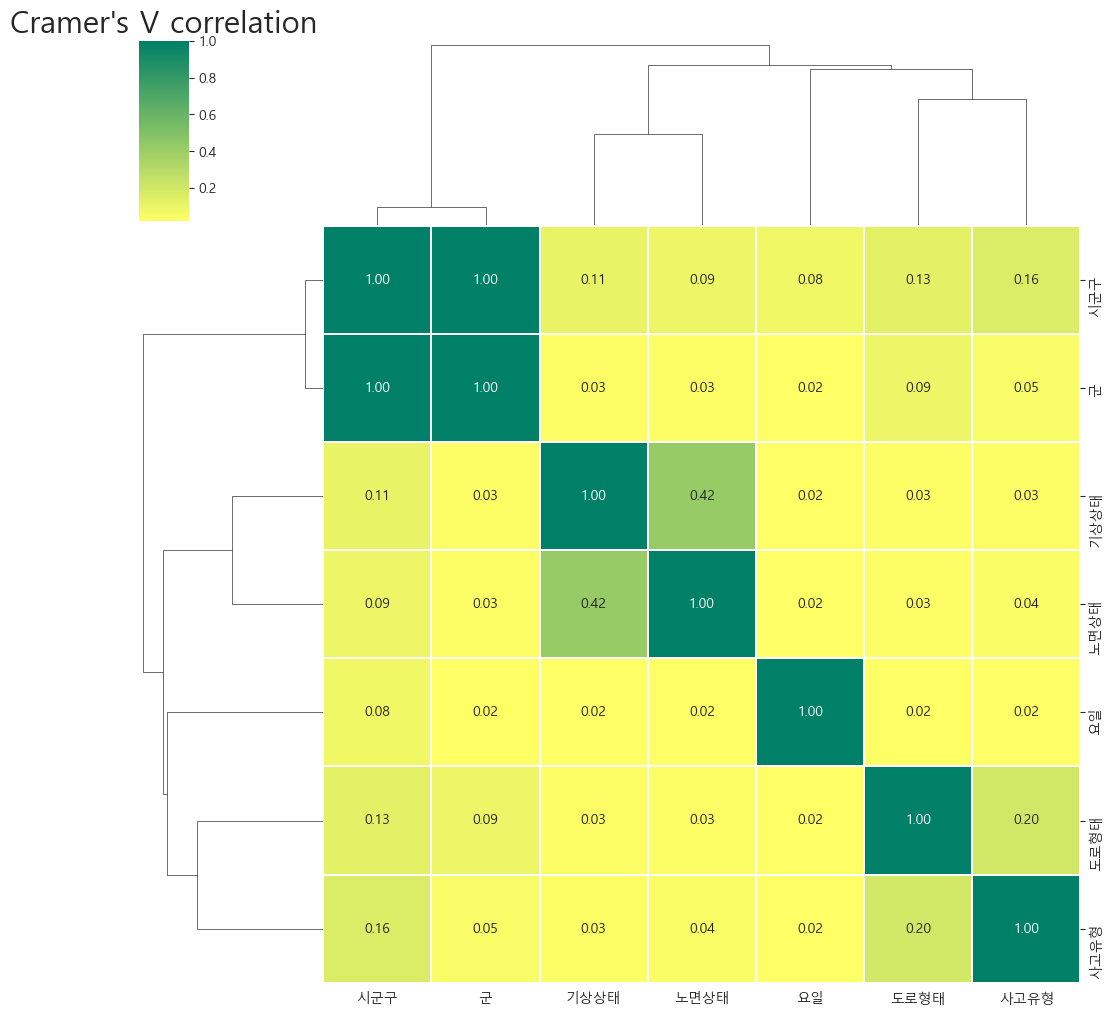 Cramer's V correlation
1.0
0.8
0.6
0.4
0.2
1.00 1.00 0.11 0.09 0.08 0.13 0.16 시군구
1.00 1.00 0.03 0.03 0.02 0.09 0.05 군
0.11 0.03 1.00 0.42 0.02 0.03 0.03 기상상태
0.09 0.03 0.42 1.00 0.02 0.03 0.04 노면상태
0.08 0.02 0.02 0.02 1.00 0.02 0.02 요일
0.13 0.09 0.03 0.03 0.02 1.00 0.20 도로형태
0.16 0.05 0.03 0.04 0.02 0.20 1.00 사고유형
시군구 군 기상상태 노면상태 요일 도로형태 사고유형